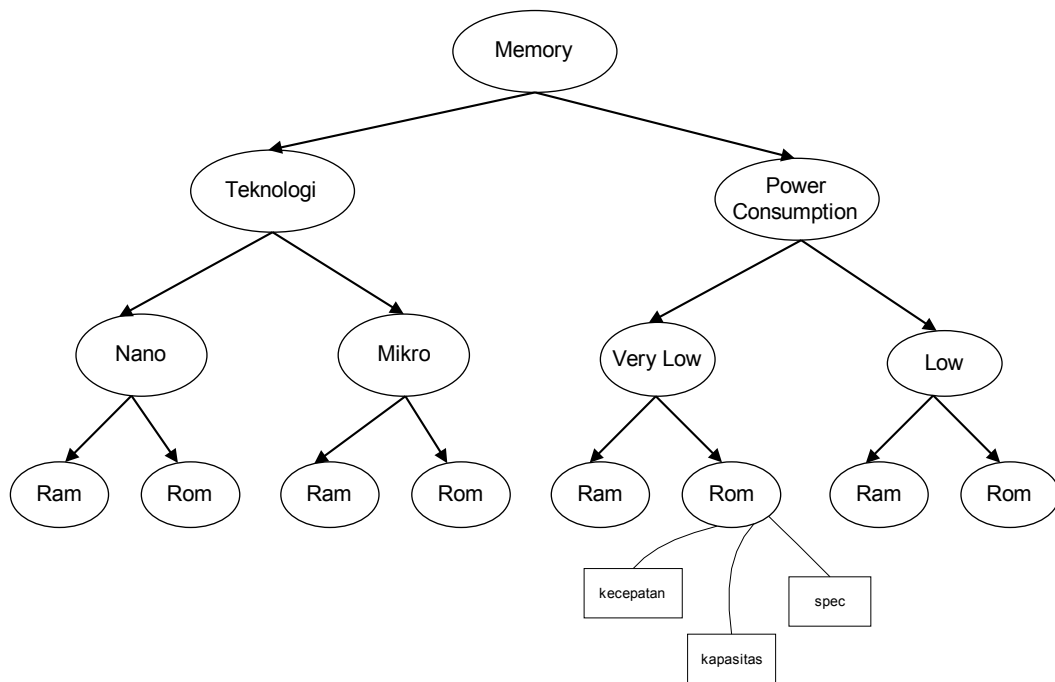 Memory
Teknologi
Power
Consumption
Nano
Mikro
Very Low
Low
Ram
Rom
Ram
Rom
Ram
Rom
Ram
Rom
kecepatan
spec
kapasitas